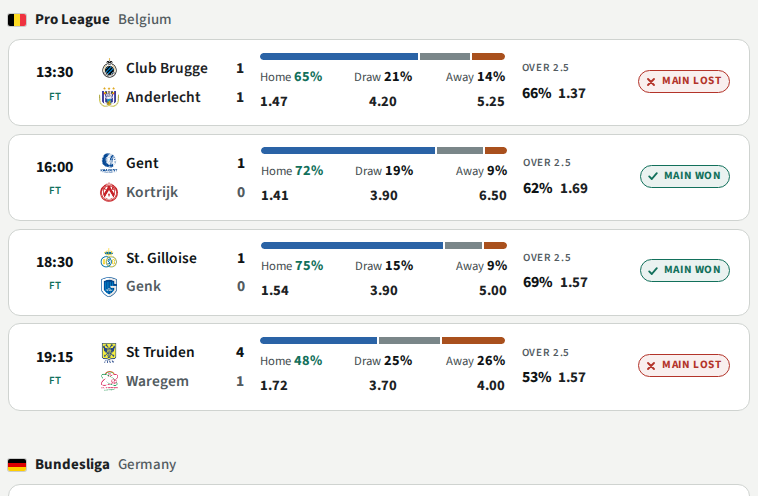 Pro League Belgium
13:30
FT
Club Brugge 1
Anderlecht 1
Home 65% Draw 21% Away 14%
1.47 4.20 5.25
OVER 2.5
66% 1.37
MAIN LOST
16:00
FT
Gent 1
Kortrijk 0
Home 72% Draw 19% Away 9%
1.41 3.90 6.50
OVER 2.5
62% 1.69
MAIN WON
18:30
FT
St. Gilloise 1
Genk 0
Home 75% Draw 15% Away 9%
1.54 3.90 5.00
OVER 2.5
69% 1.57
MAIN WON
19:15
FT
St Truiden 4
Waregem 1
Home 48% Draw 25% Away 26%
1.72 3.70 4.00
OVER 2.5
53% 1.57
MAIN LOST
Bundesliga Germany